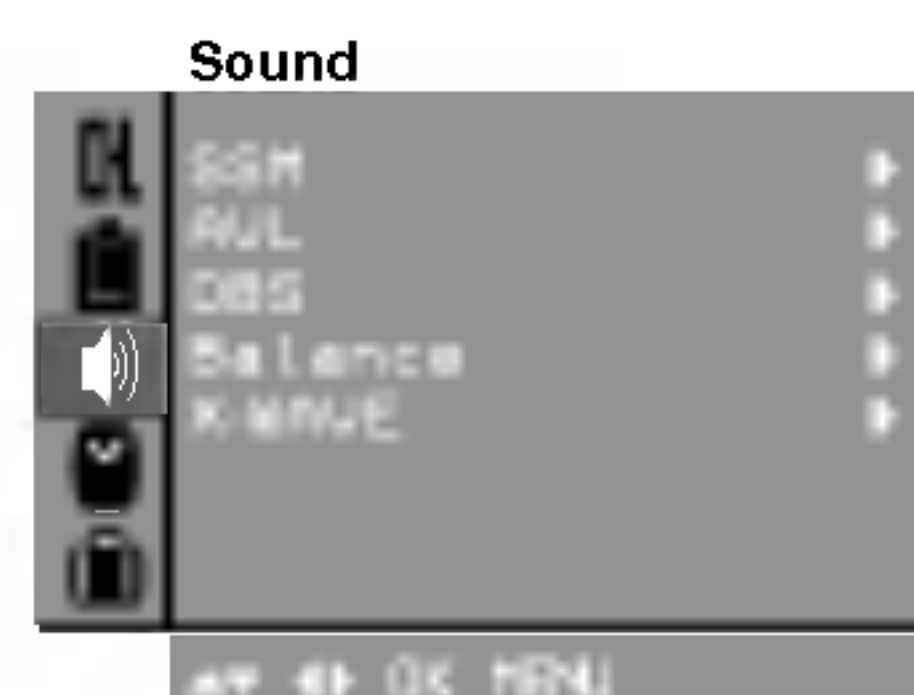 Sound
SSM
AVL
DBS
Balance
X-WAVE
▲▼ ◀▶ OK MENU